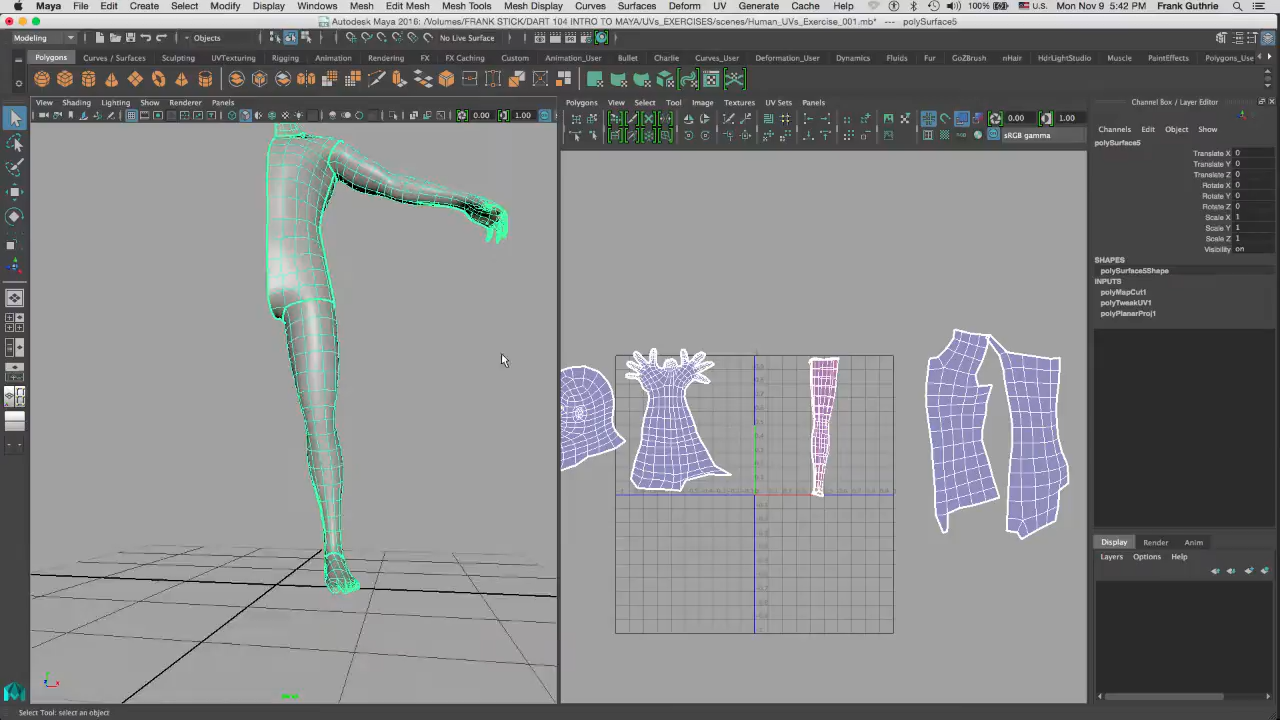 Maya File Edit Create Select Modify Display Windows Mesh Edit Mesh Mesh Tools Mesh Display Curves Surfaces Deform UV Generate Cache Help 100% U.S. Mon Nov 9 5:42 PM Frank Guthrie
Autodesk Maya 2016: /Volumes/FRANK STICK/DART 104 INTRO TO MAYA/UVs_EXERCISES/scenes/Human_UVs_Exercise_001.mb* --- polySurface5
Modeling Objects No Live Surface
Polygons Curves / Surfaces Sculpting UVTexturing Rigging Animation Rendering FX FX Caching Custom Animation_User Bullet Charlie Curves_User Deformation_User Dynamics Fluids Fur GoZBrush nHair HdrLightStudio Muscle PaintEffects Polygons_Use
View Shading Lighting Show Renderer Panels
0.00 1.00
Polygons View Select Tool Image Textures UV Sets Panels
0.00 1.00
sRGB gamma
Channel Box / Layer Editor
Channels Edit Object Show
polySurface5
Translate X 0
Translate Y 0
Translate Z 0
Rotate X 0
Rotate Y 0
Rotate Z 0
Scale X 1
Scale Y 1
Scale Z 1
Visibility on
SHAPES
polySurface5Shape
INPUTS
polyMapCut1
polyTweakUV1
polyPlanarProj1
Display Render Anim
Layers Options Help
Select Tool: select an object